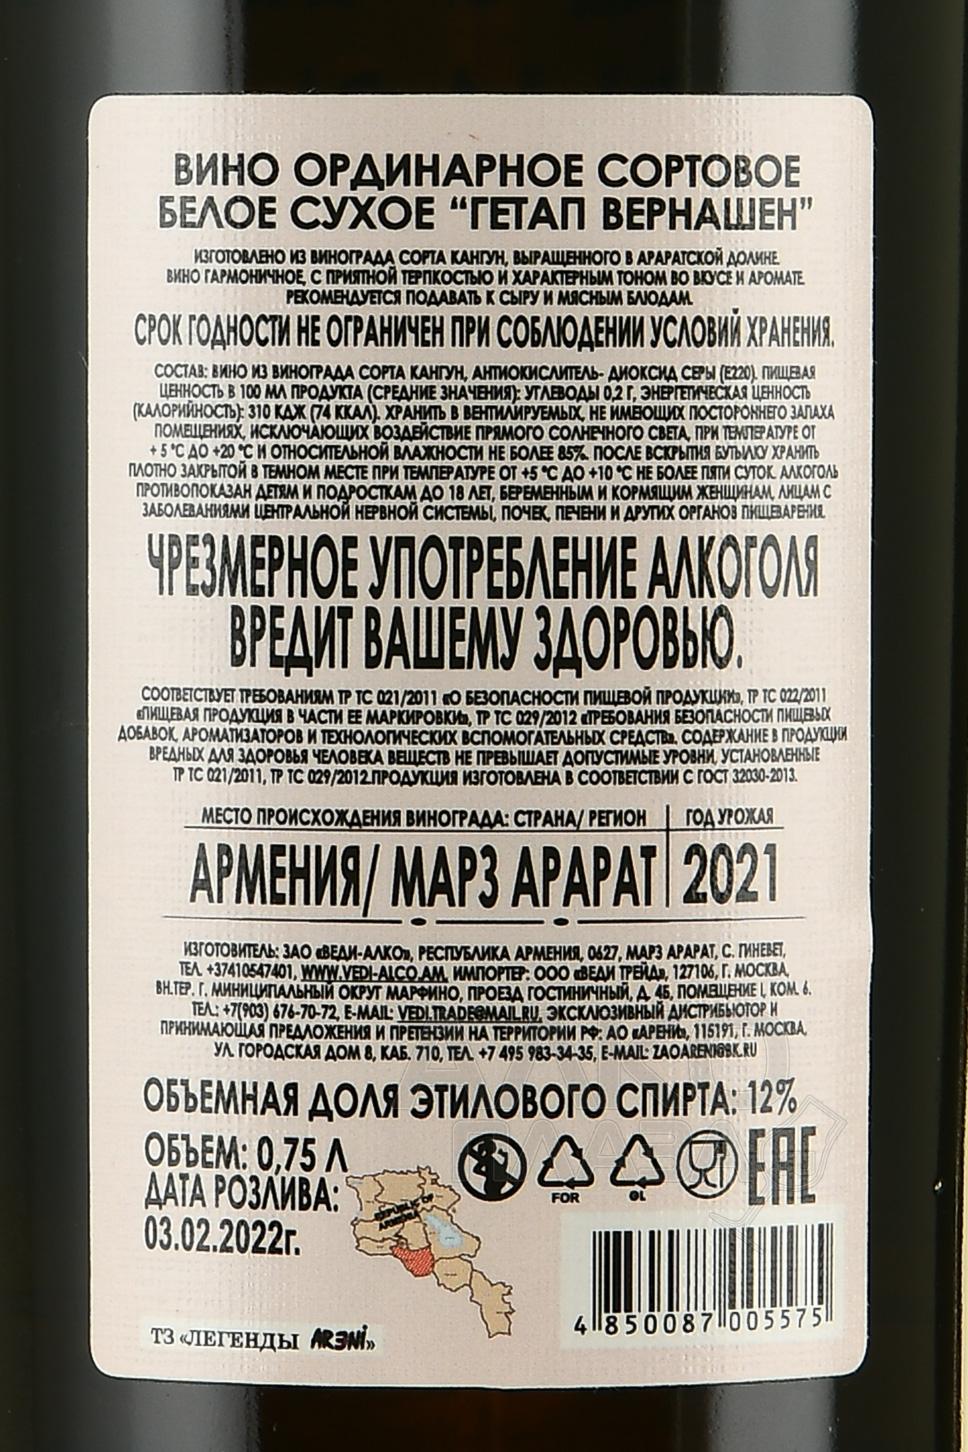 ВИНО ОРДИНАРНОЕ СОРТОВОЕ
БЕЛОЕ СУХОЕ “ГЕТАП ВЕРНАШЕН”
ИЗГОТОВЛЕНО ИЗ ВИНОГРАДА СОРТА КАНГУН, ВЫРАЩЕННОГО В АРАРАТСКОЙ ДОЛИНЕ.
ВИНО ГАРМОНИЧНОЕ, С ПРИЯТНОЙ ТЕРПКОСТЬЮ И ХАРАКТЕРНЫМ ТОНОМ ВО ВКУСЕ И АРОМАТЕ.
РЕКОМЕНДУЕТСЯ ПОДАВАТЬ К СЫРУ И МЯСНЫМ БЛЮДАМ.
СРОК ГОДНОСТИ НЕ ОГРАНИЧЕН ПРИ СОБЛЮДЕНИИ УСЛОВИЙ ХРАНЕНИЯ.
СОСТАВ: ВИНО ИЗ ВИНОГРАДА СОРТА КАНГУН, АНТИОКИСЛИТЕЛЬ- ДИОКСИД СЕРЫ (Е220). ПИЩЕВАЯ
ЦЕННОСТЬ В 100 МЛ ПРОДУКТА (СРЕДНИЕ ЗНАЧЕНИЯ): УГЛЕВОДЫ 0,2 Г, ЭНЕРГЕТИЧЕСКАЯ ЦЕННОСТЬ
(КАЛОРИЙНОСТЬ): 310 КДЖ (74 ККАЛ). ХРАНИТЬ В ВЕНТИЛИРУЕМЫХ, НЕ ИМЕЮЩИХ ПОСТОРОННЕГО ЗАПАХА
ПОМЕЩЕНИЯХ, ИСКЛЮЧАЮЩИХ ВОЗДЕЙСТВИЕ ПРЯМОГО СОЛНЕЧНОГО СВЕТА, ПРИ ТЕМПЕРАТУРЕ ОТ
+ 5 °С ДО +20 °С И ОТНОСИТЕЛЬНОЙ ВЛАЖНОСТИ НЕ БОЛЕЕ 85%. ПОСЛЕ ВСКРЫТИЯ БУТЫЛКУ ХРАНИТЬ
ПЛОТНО ЗАКРЫТОЙ В ТЕМНОМ МЕСТЕ ПРИ ТЕМПЕРАТУРЕ ОТ +5 °С ДО +10 °С НЕ БОЛЕЕ ПЯТИ СУТОК. АЛКОГОЛЬ
ПРОТИВОПОКАЗАН ДЕТЯМ И ПОДРОСТКАМ ДО 18 ЛЕТ, БЕРЕМЕННЫМ И КОРМЯЩИМ ЖЕНЩИНАМ, ЛИЦАМ С
ЗАБОЛЕВАНИЯМИ ЦЕНТРАЛЬНОЙ НЕРВНОЙ СИСТЕМЫ, ПОЧЕК, ПЕЧЕНИ И ДРУГИХ ОРГАНОВ ПИЩЕВАРЕНИЯ.
ЧРЕЗМЕРНОЕ УПОТРЕБЛЕНИЕ АЛКОГОЛЯ
ВРЕДИТ ВАШЕМУ ЗДОРОВЬЮ.
СООТВЕТСТВУЕТ ТРЕБОВАНИЯМ ТР ТС 021/2011 «О БЕЗОПАСНОСТИ ПИЩЕВОЙ ПРОДУКЦИИ», ТР ТС 022/2011
«ПИЩЕВАЯ ПРОДУКЦИЯ В ЧАСТИ ЕЕ МАРКИРОВКИ», ТР ТС 029/2012 «ТРЕБОВАНИЯ БЕЗОПАСНОСТИ ПИЩЕВЫХ
ДОБАВОК, АРОМАТИЗАТОРОВ И ТЕХНОЛОГИЧЕСКИХ ВСПОМОГАТЕЛЬНЫХ СРЕДСТВ». СОДЕРЖАНИЕ В ПРОДУКЦИИ
ВРЕДНЫХ ДЛЯ ЗДОРОВЬЯ ЧЕЛОВЕКА ВЕЩЕСТВ НЕ ПРЕВЫШАЕТ ДОПУСТИМЫЕ УРОВНИ, УСТАНОВЛЕННЫЕ
ТР ТС 021/2011, ТР ТС 029/2012.ПРОДУКЦИЯ ИЗГОТОВЛЕНА В СООТВЕТСТВИИ С ГОСТ 32030-2013.
МЕСТО ПРОИСХОЖДЕНИЯ ВИНОГРАДА: СТРАНА/ РЕГИОН ГОД УРОЖАЯ
АРМЕНИЯ/ МАРЗ АРАРАТ 2021
ИЗГОТОВИТЕЛЬ: ЗАО «ВЕДИ-АЛКО», РЕСПУБЛИКА АРМЕНИЯ, 0627, МАРЗ АРАРАТ, С. ГИНЕВЕТ,
ТЕЛ. +37410547401, WWW.VEDI-ALCO.AM, ИМПОРТЕР: ООО «ВЕДИ ТРЕЙД», 127106, Г. МОСКВА,
ВН.ТЕР. Г. МУНИЦИПАЛЬНЫЙ ОКРУГ МАРФИНО, ПРОЕЗД ГОСТИНИЧНЫЙ, Д. 4Б, ПОМЕЩЕНИЕ I, КОМ. 6.
ТЕЛ.: +7(903) 676-70-72, E-MAIL: VEDI.TRADE@MAIL.RU, ЭКСКЛЮЗИВНЫЙ ДИСТРИБЬЮТОР И
ПРИНИМАЮЩАЯ ПРЕДЛОЖЕНИЯ И ПРЕТЕНЗИИ НА ТЕРРИТОРИИ РФ: АО «АРЕНИ», 115191, Г. МОСКВА,
УЛ. ГОРОДСКАЯ ДОМ 8, КАБ. 710, ТЕЛ. +7 495 983-34-35, E-MAIL: ZAOARENI@BK.RU
ОБЪЕМНАЯ ДОЛЯ ЭТИЛОВОГО СПИРТА: 12%
ОБЪЕМ: 0,75 Л
ДАТА РОЗЛИВА:
03.02.2022г.
FOR
GL
EAC
REPUBLIC OF
ARMENIA
4 850087 005575
ТЗ «ЛЕГЕНДЫ ARENI»